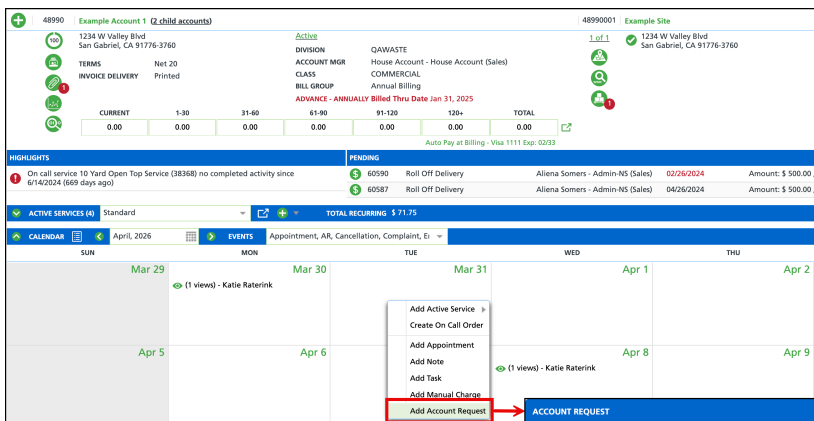 48990 Example Account 1 (2 child accounts) 48990001 Example Site
100 1234 W Valley Blvd
San Gabriel, CA 91776-3760
TERMS Net 20
INVOICE DELIVERY Printed
1
Active
DIVISION QAWASTE
ACCOUNT MGR House Account - House Account (Sales)
CLASS COMMERCIAL
BILL GROUP Annual Billing
ADVANCE - ANNUALLY Billed Thru Date Jan 31, 2025
1 of 1
1234 W Valley Blvd
San Gabriel, CA 91776-3760
1
CURRENT 1-30 31-60 61-90 91-120 120+ TOTAL
0.00 0.00 0.00 0.00 0.00 0.00 0.00
Auto Pay at Billing - Visa 1111 Exp: 02/33
HIGHLIGHTS PENDING
On call service 10 Yard Open Top Service (38368) no completed activity since
6/14/2024 (669 days ago)
$ 60590 Roll Off Delivery Aliena Somers - Admin-NS (Sales) 02/26/2024 Amount: $ 500.00
$ 60587 Roll Off Delivery Aliena Somers - Admin-NS (Sales) 04/26/2024 Amount: $ 500.00
ACTIVE SERVICES (4) Standard TOTAL RECURRING $ 71.75
CALENDAR April, 2026 EVENTS Appointment, AR, Cancellation, Complaint, E
SUN MON TUE WED THU
Mar 29 Mar 30 Mar 31 Apr 1 Apr 2
(1 views) - Katie Raterink
Add Active Service
Create On Call Order
Add Appointment
Add Note
Add Task
Add Manual Charge
Add Account Request
Apr 5 Apr 6 Apr 8 Apr 9
(1 views) - Katie Raterink
ACCOUNT REQUEST